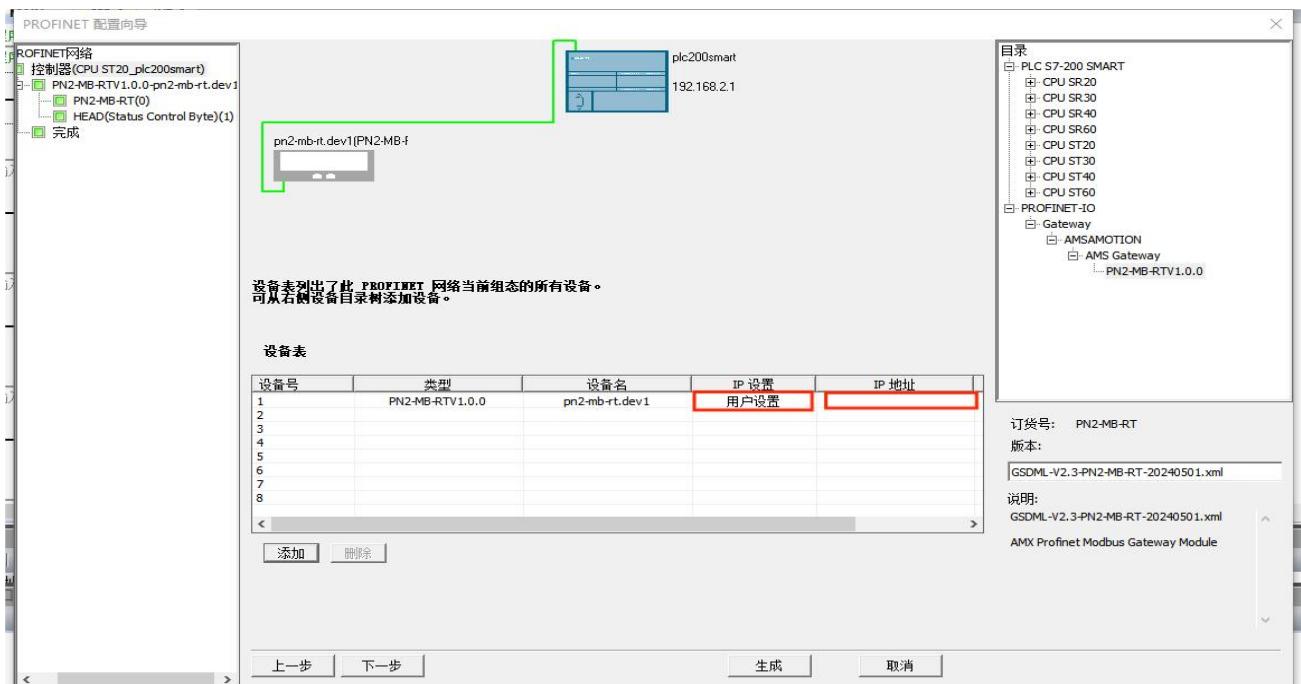 PROFINET 配置向导
ROFINET网络
控制器(CPU ST20_plc200smart)
PN2-MB-RTV1.0.0-pn2-mb-rt.dev1
PN2-MB-RT(0)
HEAD(Status Control Byte)(1)
完成
plc200smart
192.168.2.1
pn2-mb-rt.dev1(PN2-MB-F
设备表列出了此 PROFINET 网络当前组态的所有设备。
可从右侧设备目录树添加设备。
设备表
设备号 类型 设备名 IP 设置 IP 地址
1 PN2-MB-RTV1.0.0 pn2-mb-rt.dev1 用户设置
2
3
4
5
6
7
8
添加 删除
上一步 下一步 生成 取消
目录
PLC S7-200 SMART
CPU SR20
CPU SR30
CPU SR40
CPU SR60
CPU ST20
CPU ST30
CPU ST40
CPU ST60
PROFINET-IO
Gateway
AMSAMOTION
AMS Gateway
PN2-MB-RTV1.0.0
订货号: PN2-MB-RT
版本:
GSDML-V2.3-PN2-MB-RT-20240501.xml
说明:
GSDML-V2.3-PN2-MB-RT-20240501.xml
AMX Profinet Modbus Gateway Module